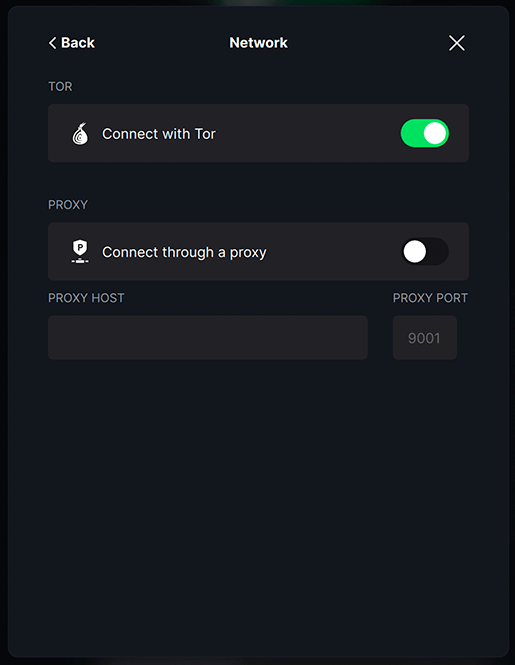 Back
Network
TOR
Connect with Tor
PROXY
P
Connect through a proxy
PROXY HOST
PROXY PORT
9001